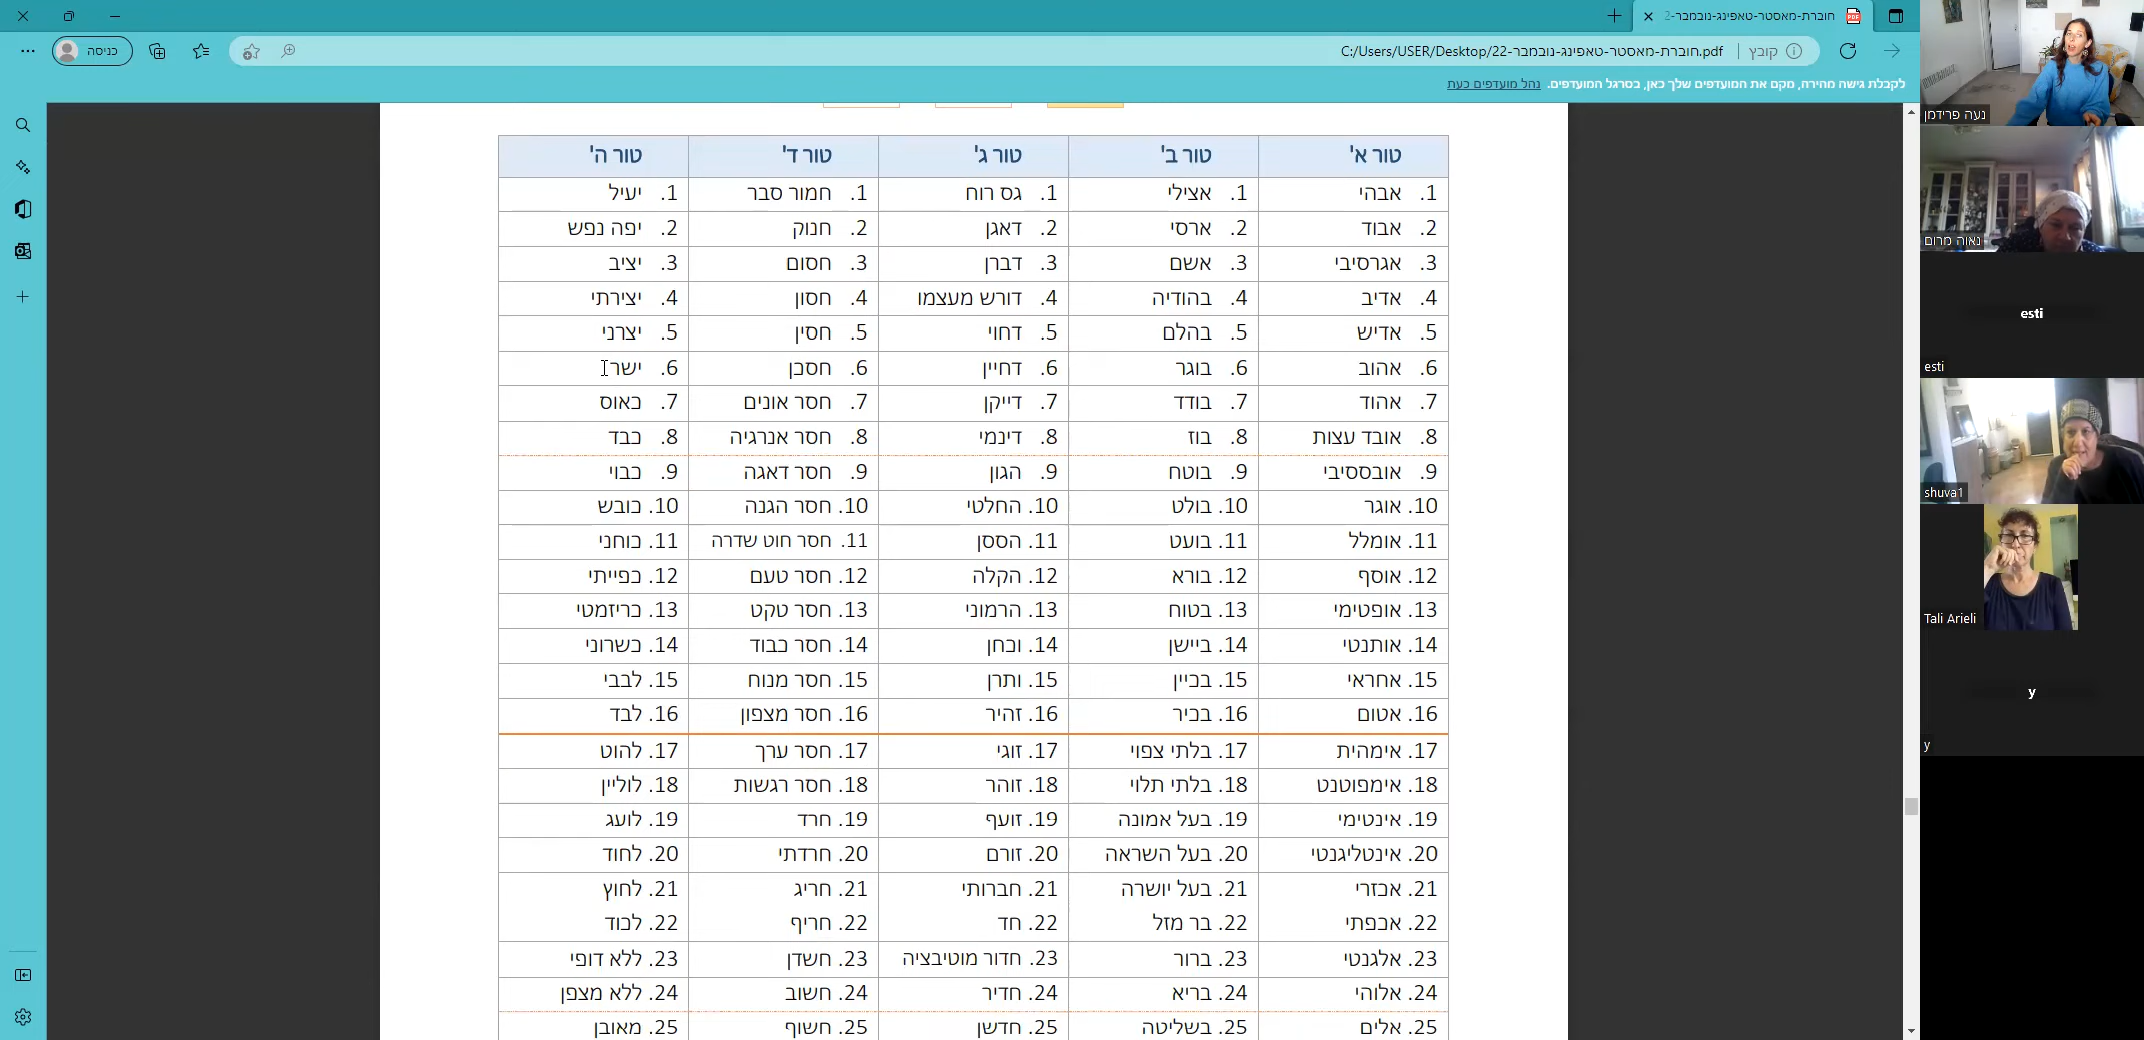 חוברת-מאסטר-טאפינג-נובמבר-2
כניסה
קובץ
C:/Users/USER/Desktop/חוברת-מאסטר-טאפינג-נובמבר-22.pdf
לקבלת גישה מהירה, מקם את המועדפים שלך כאן, בסרגל המועדפים. נהל מועדפים כעת
טור א' טור ב' טור ג' טור ד' טור ה'
1. אבהי 1. אצילי 1. גס רוח 1. חמור סבר 1. יעיל
2. אבוד 2. ארסי 2. דאגן 2. חנוק 2. יפה נפש
3. אגרסיבי 3. אשם 3. דברן 3. חסום 3. יציב
4. אדיב 4. בהודיה 4. דורש מעצמו 4. חסון 4. יצירתי
5. אדיש 5. בהלם 5. דחוי 5. חסין 5. יצרני
6. אהוב 6. בוגר 6. דחיין 6. חסכן 6. ישר
7. אהוד 7. בודד 7. דייקן 7. חסר אונים 7. כאוס
8. אובד עצות 8. בוז 8. דינמי 8. חסר אנרגיה 8. כבד
9. אובססיבי 9. בוטח 9. הגון 9. חסר דאגה 9. כבוי
10. אוגר 10. בולט 10. החלטי 10. חסר הגנה 10. כובש
11. אומלל 11. בועט 11. הססן 11. חסר חוט שדרה 11. כוחני
12. אוסף 12. בורא 12. הקלה 12. חסר טעם 12. כפייתי
13. אופטימי 13. בטוח 13. הרמוני 13. חסר טקט 13. כריזמטי
14. אותנטי 14. ביישן 14. וכחן 14. חסר כבוד 14. כשרוני
15. אחראי 15. בכיין 15. ותרן 15. חסר מנוח 15. לבבי
16. אטום 16. בכיר 16. זהיר 16. חסר מצפון 16. לבד
17. אימהית 17. בלתי צפוי 17. זוגי 17. חסר ערך 17. להוט
18. אימפוטנט 18. בלתי תלוי 18. זוהר 18. חסר רגשות 18. לוליין
19. אינטימי 19. בעל אמונה 19. זועף 19. חרד 19. לועג
20. אינטליגנטי 20. בעל השראה 20. זורם 20. חרדתי 20. לחוד
21. אכזרי 21. בעל יושרה 21. חברותי 21. חריג 21. לחוץ
22. אכפתי 22. בר מזל 22. חד 22. חריף 22. לכוד
23. אלגנטי 23. ברור 23. חדור מוטיבציה 23. חשדן 23. ללא דופי
24. אלוהי 24. בריא 24. חדיר 24. חשוב 24. ללא מצפן
25. אלים 25. בשליטה 25. חדשן 25. חשוף 25. מאובן
נעה פרידמן
נאוה מרום
esti
esti
shuva1
Tali Arieli
y
y